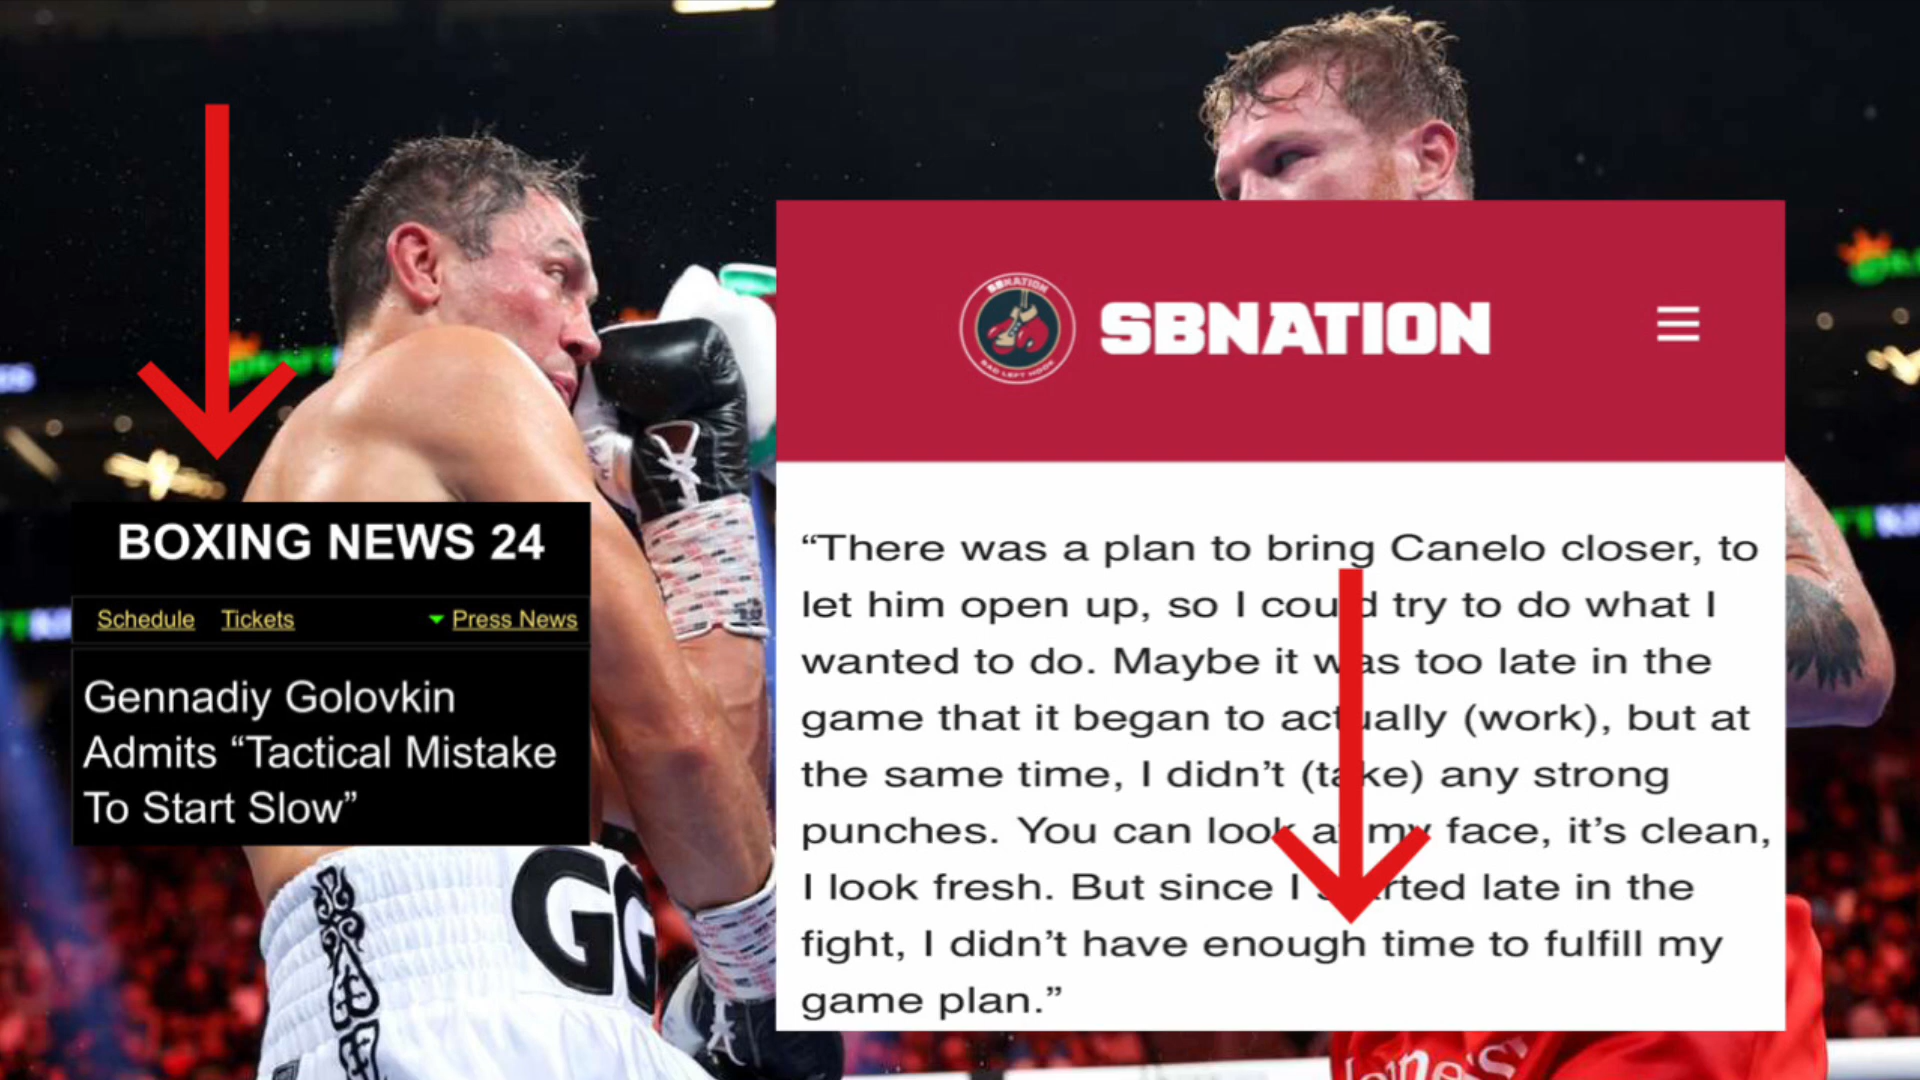 BOXING NEWS 24
Schedule Tickets Press News
Gennadiy Golovkin
Admits “Tactical Mistake
To Start Slow”
SBNATION
BAD LEFT HOOK
SBNATION
“There was a plan to bring Canelo closer, to
let him open up, so I could try to do what I
wanted to do. Maybe it was too late in the
game that it began to actually (work), but at
the same time, I didn’t (take) any strong
punches. You can look at my face, it’s clean,
I look fresh. But since I started late in the
fight, I didn’t have enough time to fulfill my
game plan.”
GG